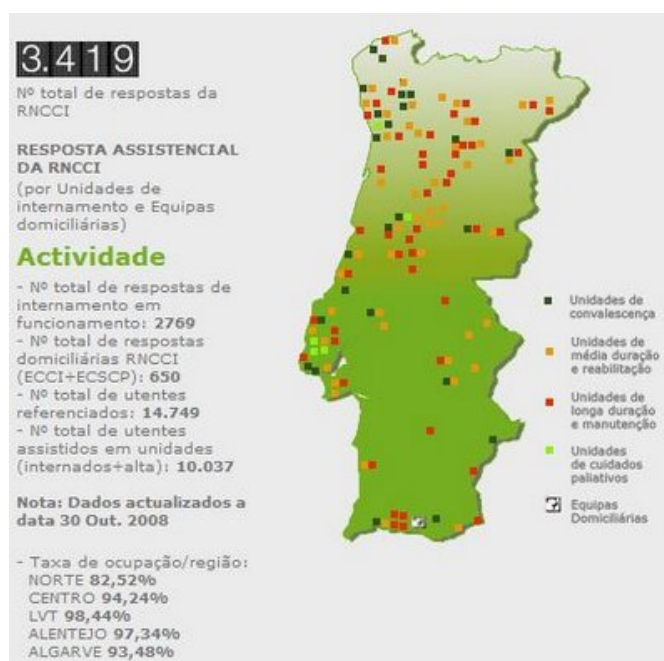 3.419
Nº total de respostas da
RNCCI
RESPOSTA ASSISTENCIAL
DA RNCCI
(por Unidades de
internamento e Equipas
domiciliárias)
Actividade
- Nº total de respostas de
internamento em
funcionamento: 2769
- Nº total de respostas
domiciliárias RNCCI
(ECCI+ECSCP): 650
- Nº total de utentes
referenciados: 14.749
- Nº total de utentes
assistidos em unidades
(internados+alta): 10.037
Nota: Dados actualizados a
data 30 Out. 2008
- Taxa de ocupação/região:
NORTE 82,52%
CENTRO 94,24%
LVT 98,44%
ALENTEJO 97,34%
ALGARVE 93,48%
Unidades de
convalescença
Unidades de
média duração
e reabilitação
Unidades de
longa duração
e manutenção
Unidades
de cuidados
paliativos
Equipas
Domiciliárias